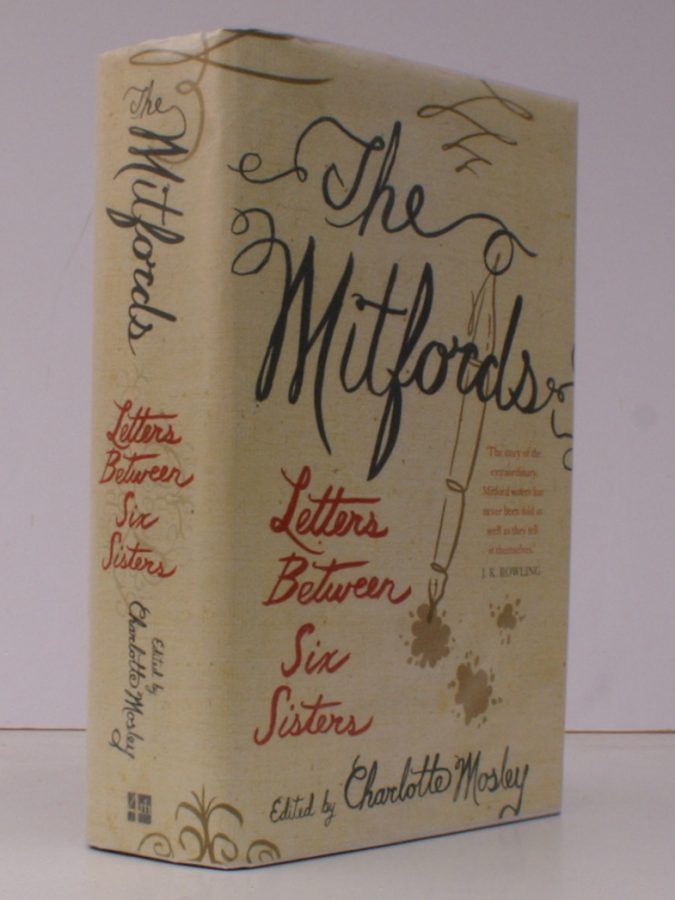 The
Mitfords
Letters
Between
Six
Sisters
Edited by
Charlotte Mosley
4th
The
Mitfords
Letters
Between
Six
Sisters
'The story of the
extraordinary
Mitford sisters has
never been told as
well as they tell
it themselves.'
J. K. ROWLING
Edited by Charlotte Mosley